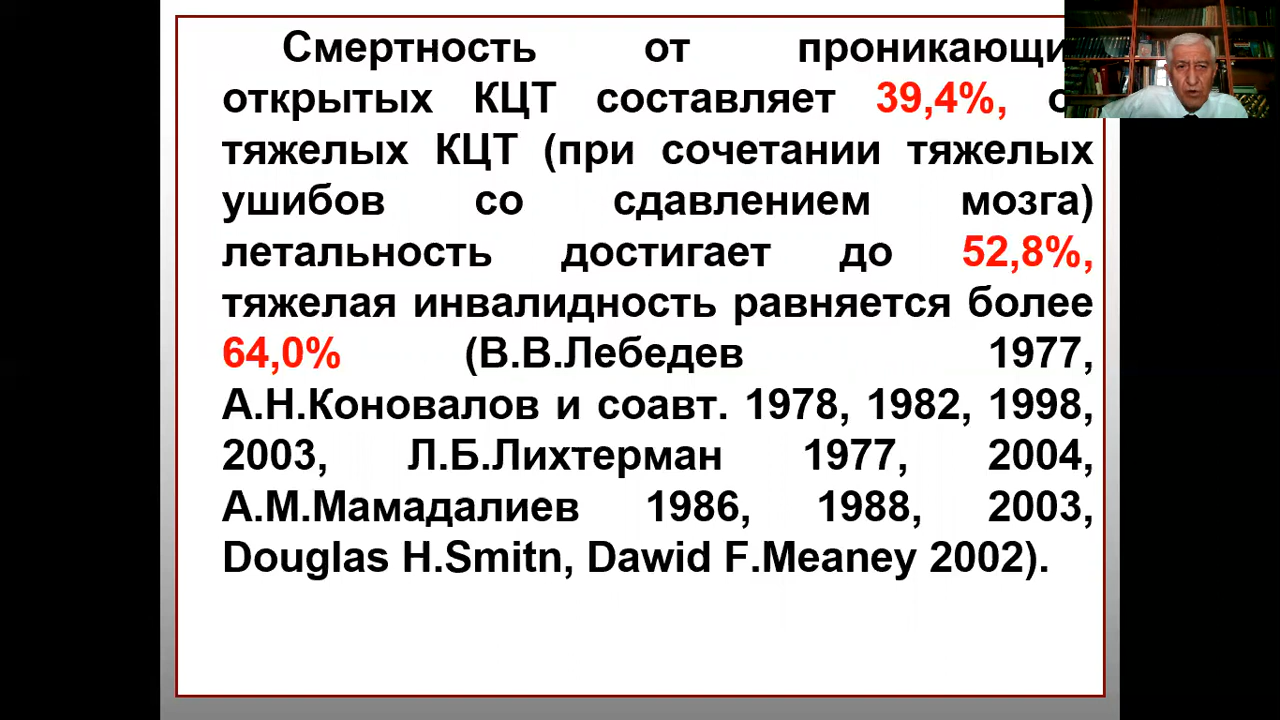 Смертность от
открытых КЦТ составляет 39,4%,
тяжелых КЦТ (при сочетании тяжелых
ушибов со сдавлением мозга)
летальность достигает до 52,8%,
тяжелая инвалидность равняется более
64,0% (В.В.Лебедев 1977,
А.Н.Коновалов и соавт. 1978, 1982, 1998,
2003, Л.Б.Лихтерман 1977, 2004,
А.М.Мамадалиев 1986, 1988, 2003,
Douglas H.Smitn, Dawid F.Meaney 2002).